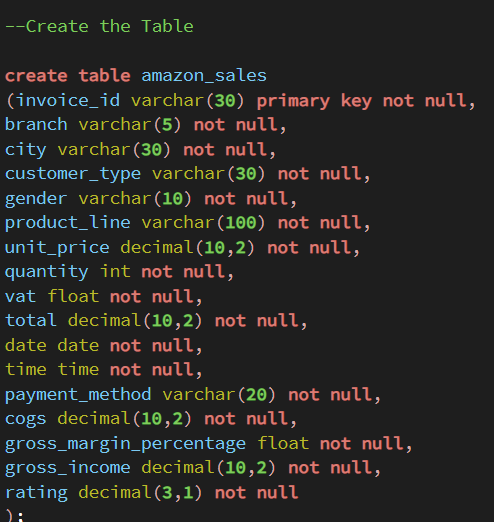 --Create the Table
create table amazon_sales
(invoice_id varchar(30) primary key not null,
branch varchar(5) not null,
city varchar(30) not null,
customer_type varchar(30) not null,
gender varchar(10) not null,
product_line varchar(100) not null,
unit_price decimal(10,2) not null,
quantity int not null,
vat float not null,
total decimal(10,2) not null,
date date not null,
time time not null,
payment_method varchar(20) not null,
cogs decimal(10,2) not null,
gross_margin_percentage float not null,
gross_income decimal(10,2) not null,
rating decimal(3,1) not null
);